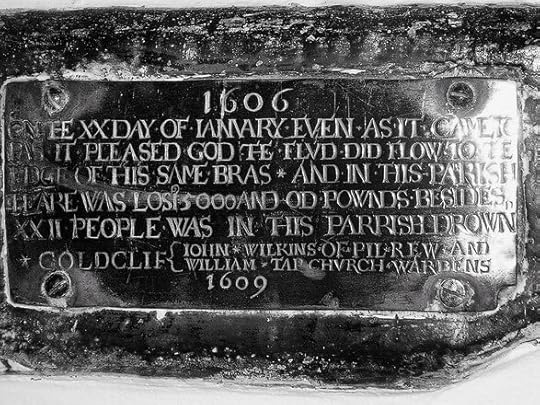 1606
ON THE XX DAY OF IANVARY EVEN · AS IT · CAME TO
PAS IT PLEASED GOD THE FLVD DID FLOW · TO · THE
EDGE OF THIS SAME BRAS * AND IN THIS PARISH
THEARE WAS LOST 5000 AND · OD POWNDS BESIDES,
XXII PEOPLE WAS IN THIS PARRISH DROWN
* GOLDCLIF { IOHN * WILKINS · OF · PIL · REW * AND
WILLIAM · TAP CHVRCH WARDENS
1609